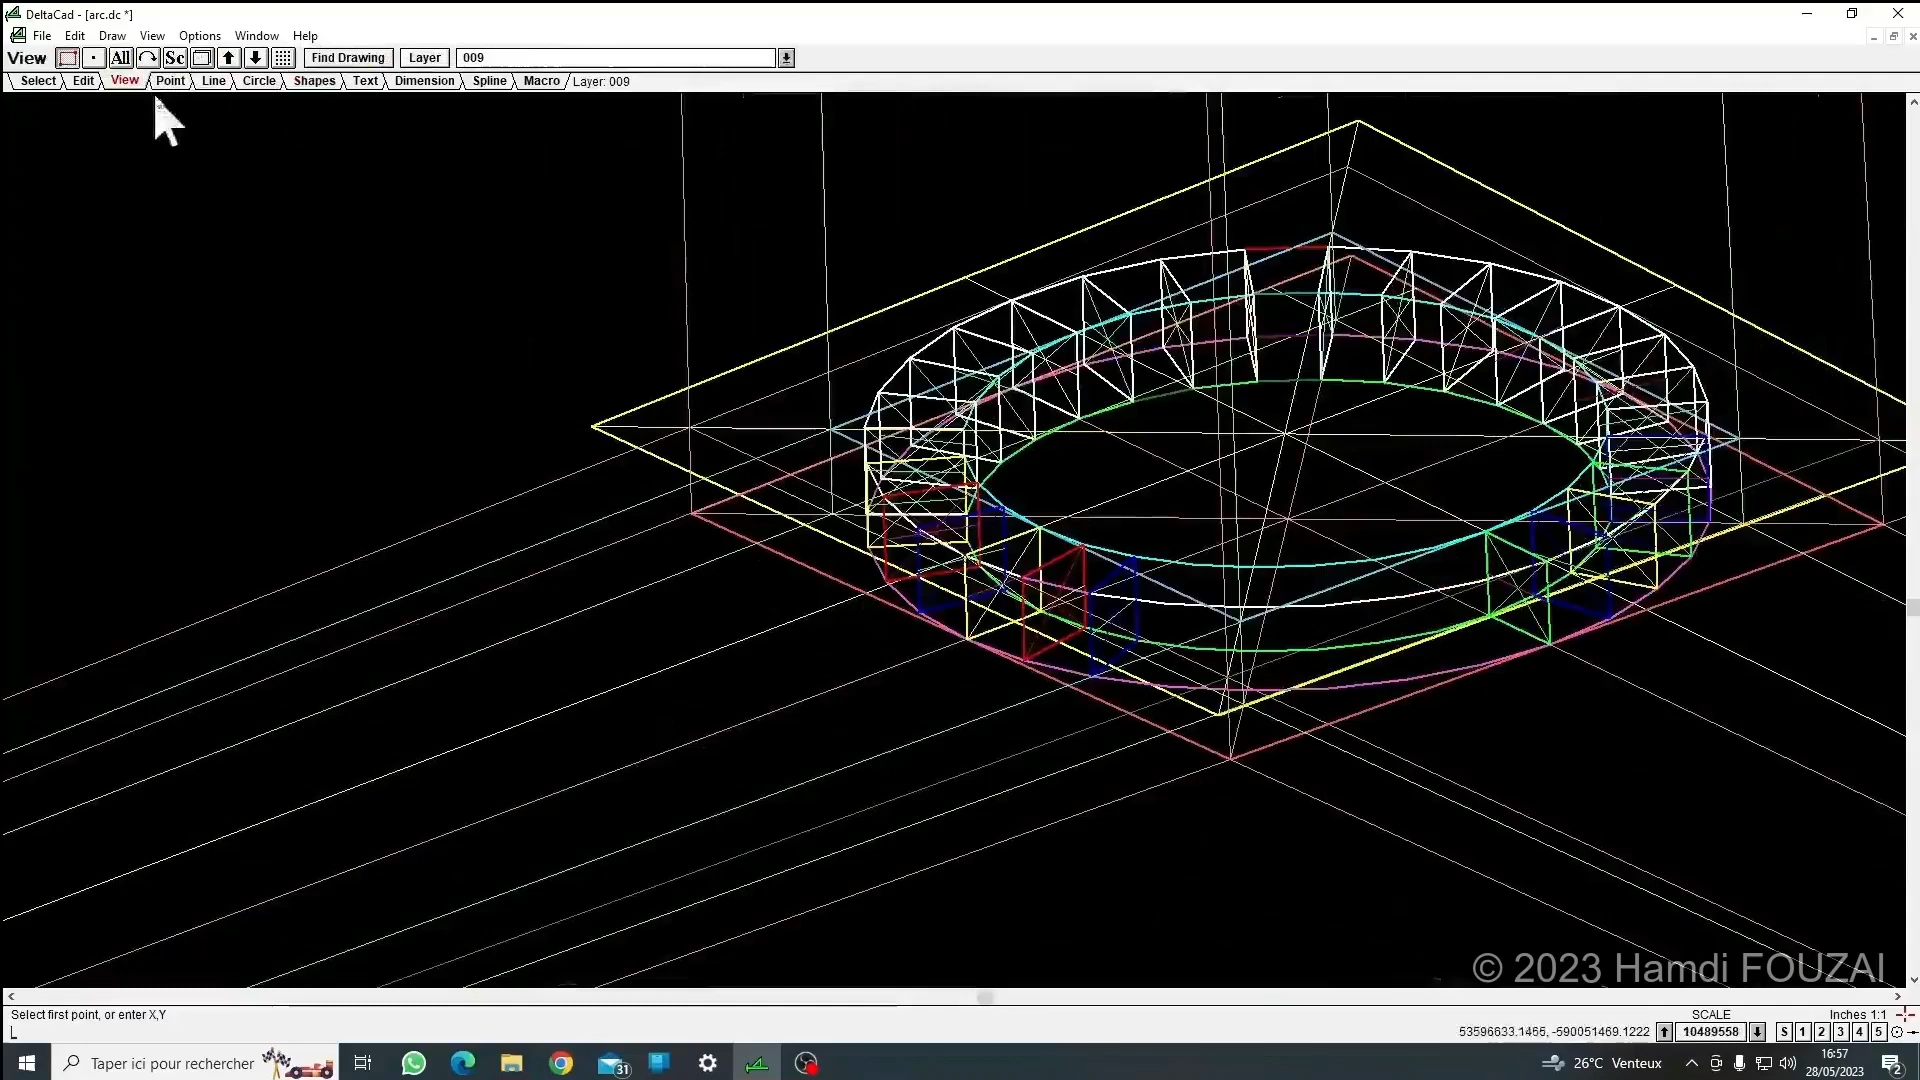 DeltaCad - [arc.dc *]
File Edit Draw View Options Window Help
View All Sc Find Drawing Layer 009
Select Edit View Point Line Circle Shapes Text Dimension Spline Macro Layer: 009
© 2023 Hamdi FOUZAI
Select first point, or enter X,Y
SCALE Inches 1:1
53596633.1466, -590051469.1222 10489558 S 1 2 3 4 5
Taper ici pour rechercher 31 26°C Venteux 16:57
28/05/2023 2